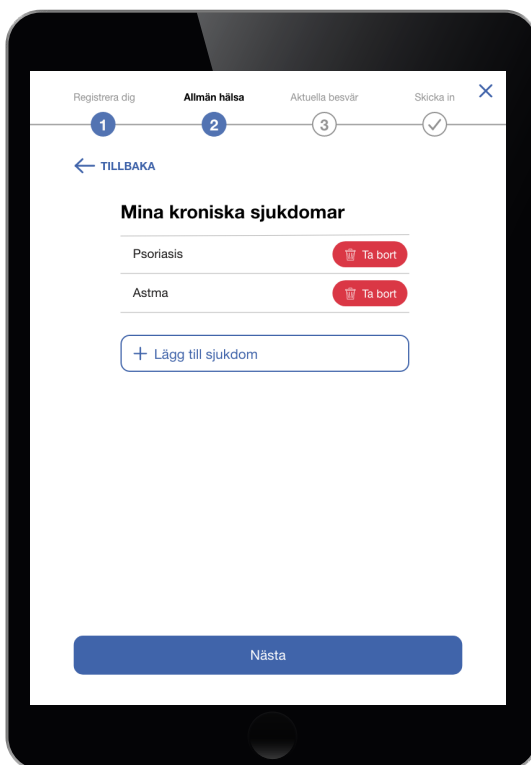 Registrera dig
Allmän hälsa
Aktuella besvär
Skicka in
1
2
3
TILLBAKA
Mina kroniska sjukdomar
Psoriasis
Ta bort
Astma
Ta bort
+ Lägg till sjukdom
Nästa